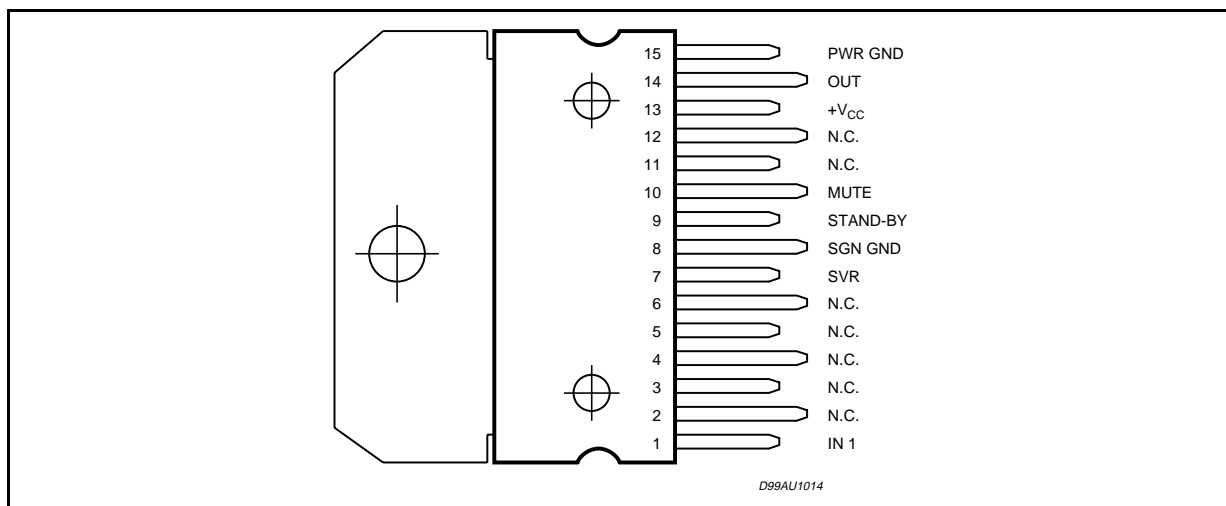 15 PWR GND
14 OUT
13 +VCC
12 N.C.
11 N.C.
10 MUTE
9 STAND-BY
8 SGN GND
7 SVR
6 N.C.
5 N.C.
4 N.C.
3 N.C.
2 N.C.
1 IN 1
D99AU1014